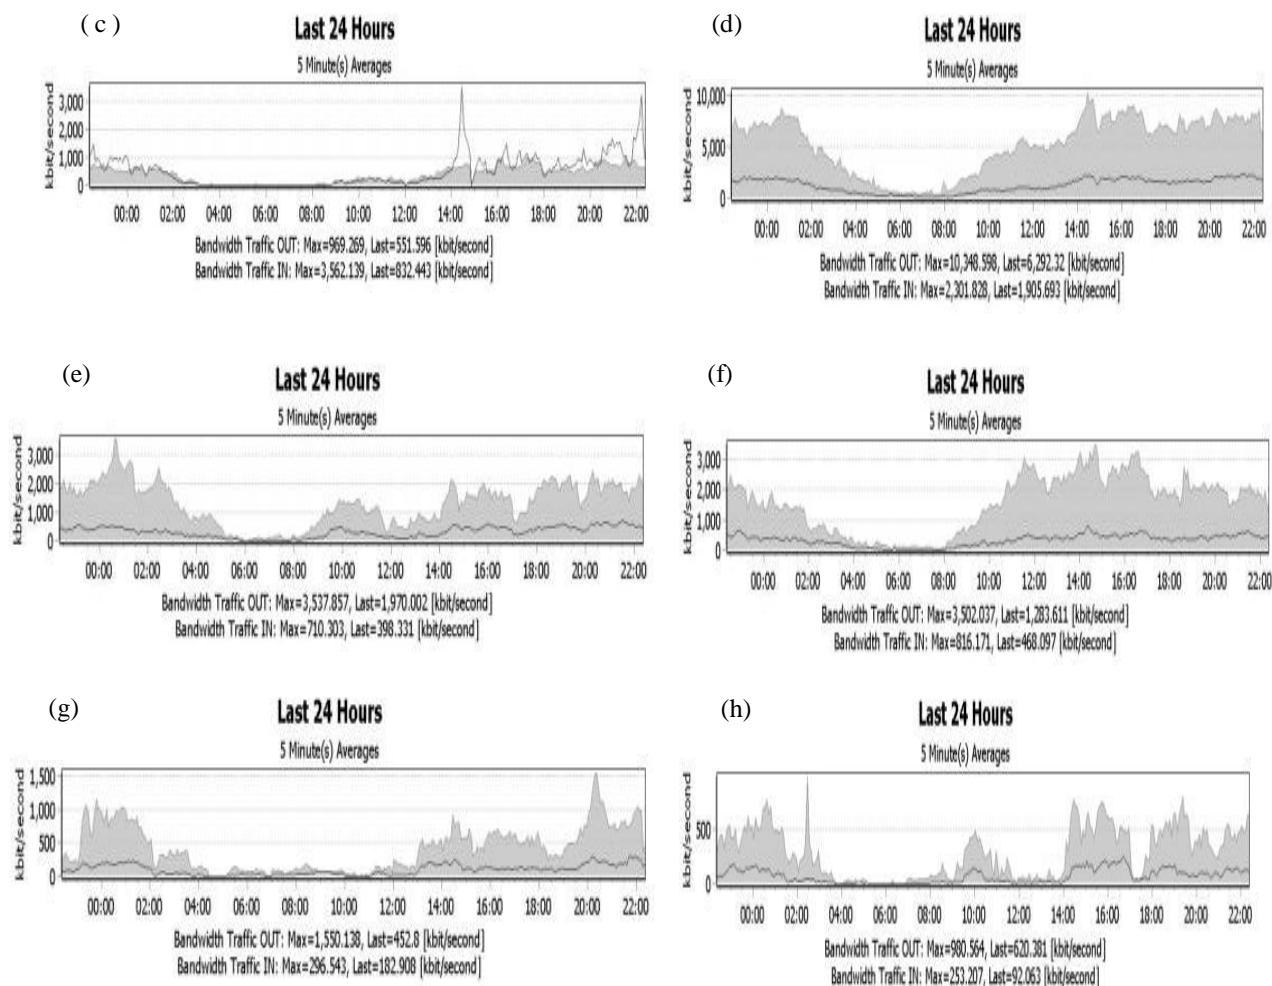 ( c )
Last 24 Hours
5 Minute(s) Averages
kbit/second
3,000
2,000
1,000
0
00:00 02:00 04:00 06:00 08:00 10:00 12:00 14:00 16:00 18:00 20:00 22:00
Bandwidth Traffic OUT: Max=969.269, Last=551.596 [kbit/second]
Bandwidth Traffic IN: Max=3,562.139, Last=832.443 [kbit/second]
(d)
Last 24 Hours
5 Minute(s) Averages
kbit/second
10,000
5,000
0
00:00 02:00 04:00 06:00 08:00 10:00 12:00 14:00 16:00 18:00 20:00 22:00
Bandwidth Traffic OUT: Max=10,348.598, Last=6,292.32 [kbit/second]
Bandwidth Traffic IN: Max=2,301.828, Last=1,905.693 [kbit/second]
(e)
Last 24 Hours
5 Minute(s) Averages
kbit/second
3,000
2,000
1,000
0
00:00 02:00 04:00 06:00 08:00 10:00 12:00 14:00 16:00 18:00 20:00 22:00
Bandwidth Traffic OUT: Max=3,537.857, Last=1,970.002 [kbit/second]
Bandwidth Traffic IN: Max=710.303, Last=398.331 [kbit/second]
(f)
Last 24 Hours
5 Minute(s) Averages
kbit/second
3,000
2,000
1,000
0
00:00 02:00 04:00 06:00 08:00 10:00 12:00 14:00 16:00 18:00 20:00 22:00
Bandwidth Traffic OUT: Max=3,502.037, Last=1,283.611 [kbit/second]
Bandwidth Traffic IN: Max=816.171, Last=468.097 [kbit/second]
(g)
Last 24 Hours
5 Minute(s) Averages
kbit/second
1,500
1,000
500
0
00:00 02:00 04:00 06:00 08:00 10:00 12:00 14:00 16:00 18:00 20:00 22:00
Bandwidth Traffic OUT: Max=1,550.138, Last=452.8 [kbit/second]
Bandwidth Traffic IN: Max=296.543, Last=182.908 [kbit/second]
(h)
Last 24 Hours
5 Minute(s) Averages
kbit/second
500
0
00:00 02:00 04:00 06:00 08:00 10:00 12:00 14:00 16:00 18:00 20:00 22:00
Bandwidth Traffic OUT: Max=980.564, Last=620.381 [kbit/second]
Bandwidth Traffic IN: Max=253.207, Last=92.063 [kbit/second]